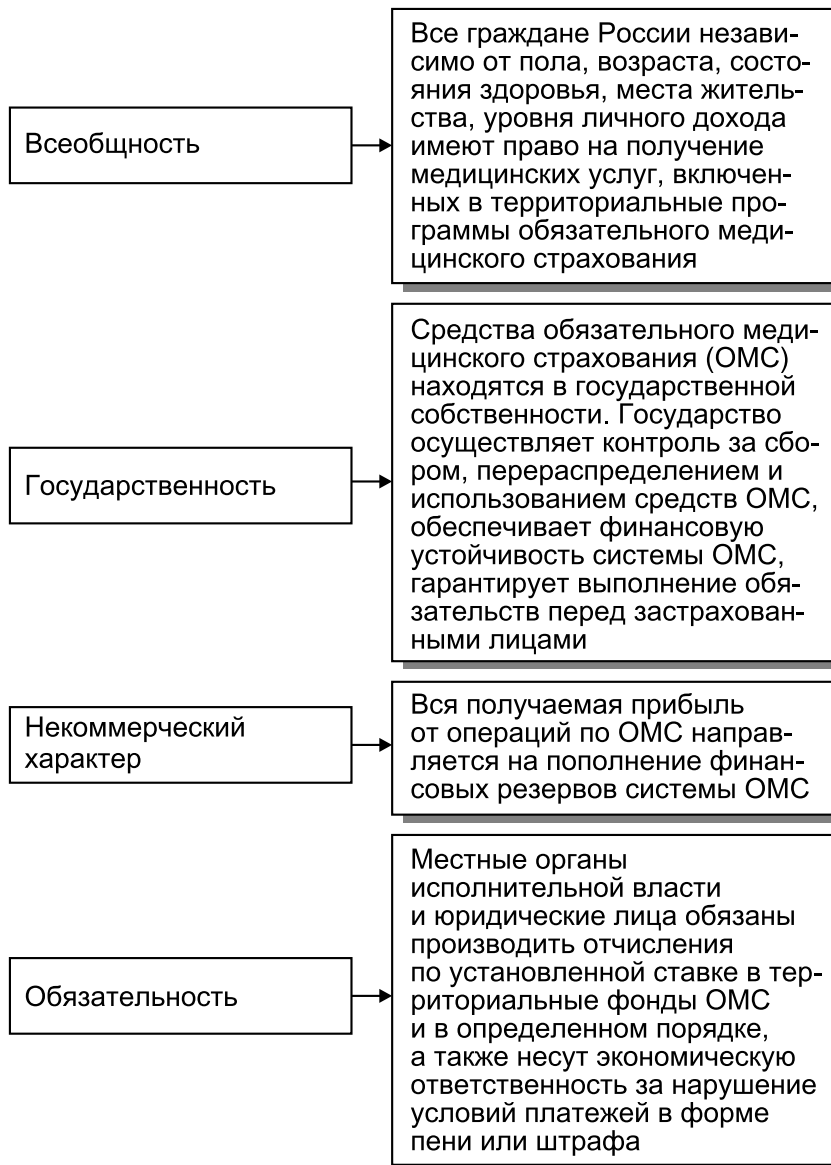 Всеобщность
Все граждане России незави-
симо от пола, возраста, состо-
яния здоровья, места житель-
ства, уровня личного дохода
имеют право на получение
медицинских услуг, включен-
ных в территориальные про-
граммы обязательного меди-
цинского страхования
Государственность
Средства обязательного меди-
цинского страхования (ОМС)
находятся в государственной
собственности. Государство
осуществляет контроль за сбо-
ром, перераспределением и
использованием средств ОМС,
обеспечивает финансовую
устойчивость системы ОМС,
гарантирует выполнение обя-
зательств перед застрахован-
ными лицами
Некоммерческий
характер
Вся получаемая прибыль
от операций по ОМС направ-
ляется на пополнение финан-
совых резервов системы ОМС
Обязательность
Местные органы
исполнительной власти
и юридические лица обязаны
производить отчисления
по установленной ставке в тер-
риториальные фонды ОМС
и в определенном порядке,
а также несут экономическую
ответственность за нарушение
условий платежей в форме
пени или штрафа